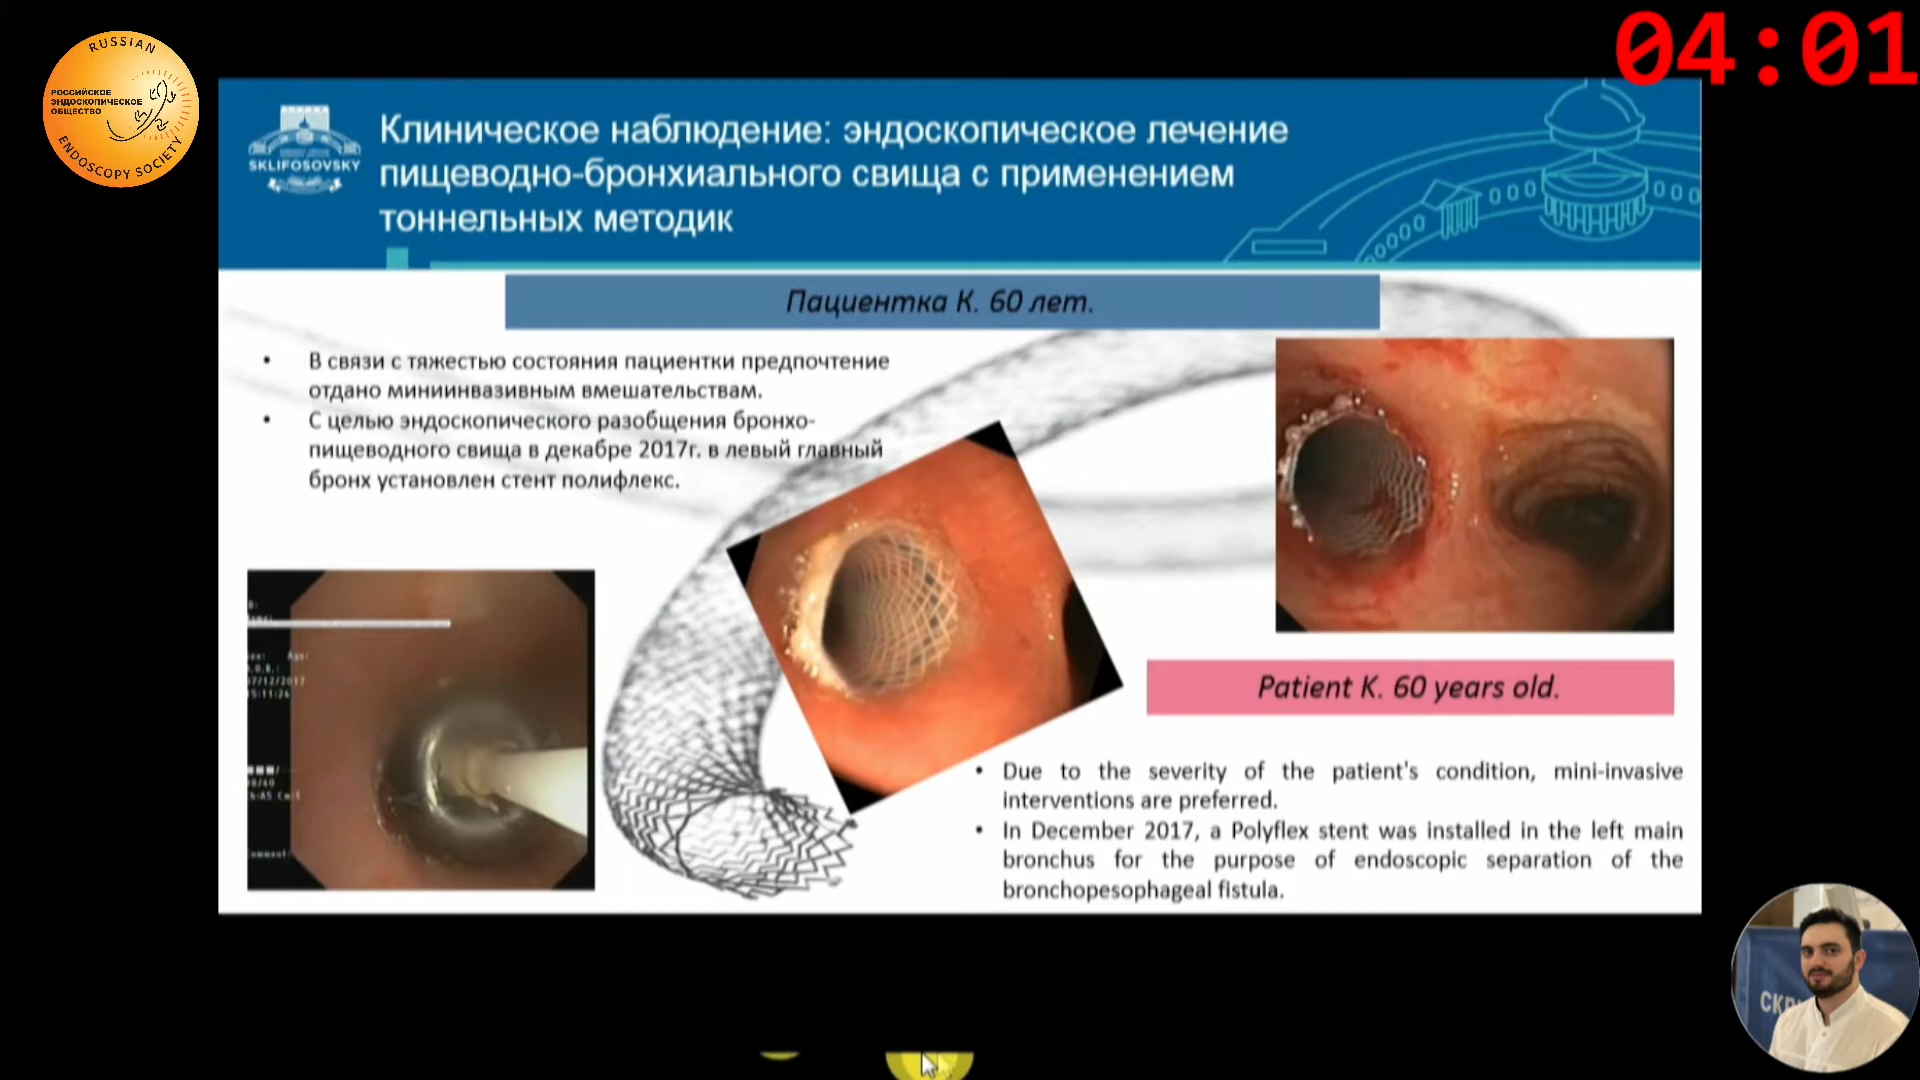 04:01
RUSSIAN
РОССИЙСКОЕ
ЭНДОСКОПИЧЕСКОЕ
ОБЩЕСТВО
ENDOSCOPY SOCIETY
SKLIFOSOVSKY
Клиническое наблюдение: эндоскопическое лечение
пищеводно-бронхиального свища с применением
тоннельных методик
Пациентка К. 60 лет.
• В связи с тяжестью состояния пациентки предпочтение
отдано миниинвазивным вмешательствам.
• С целью эндоскопического разобщения бронхо-
пищеводного свища в декабре 2017г. в левый главный
бронх установлен стент полифлекс.
7/12/2017
Patient K. 60 years old.
• Due to the severity of the patient's condition, mini-invasive
interventions are preferred.
• In December 2017, a Polyflex stent was installed in the left main
bronchus for the purpose of endoscopic separation of the
bronchopesophageal fistula.